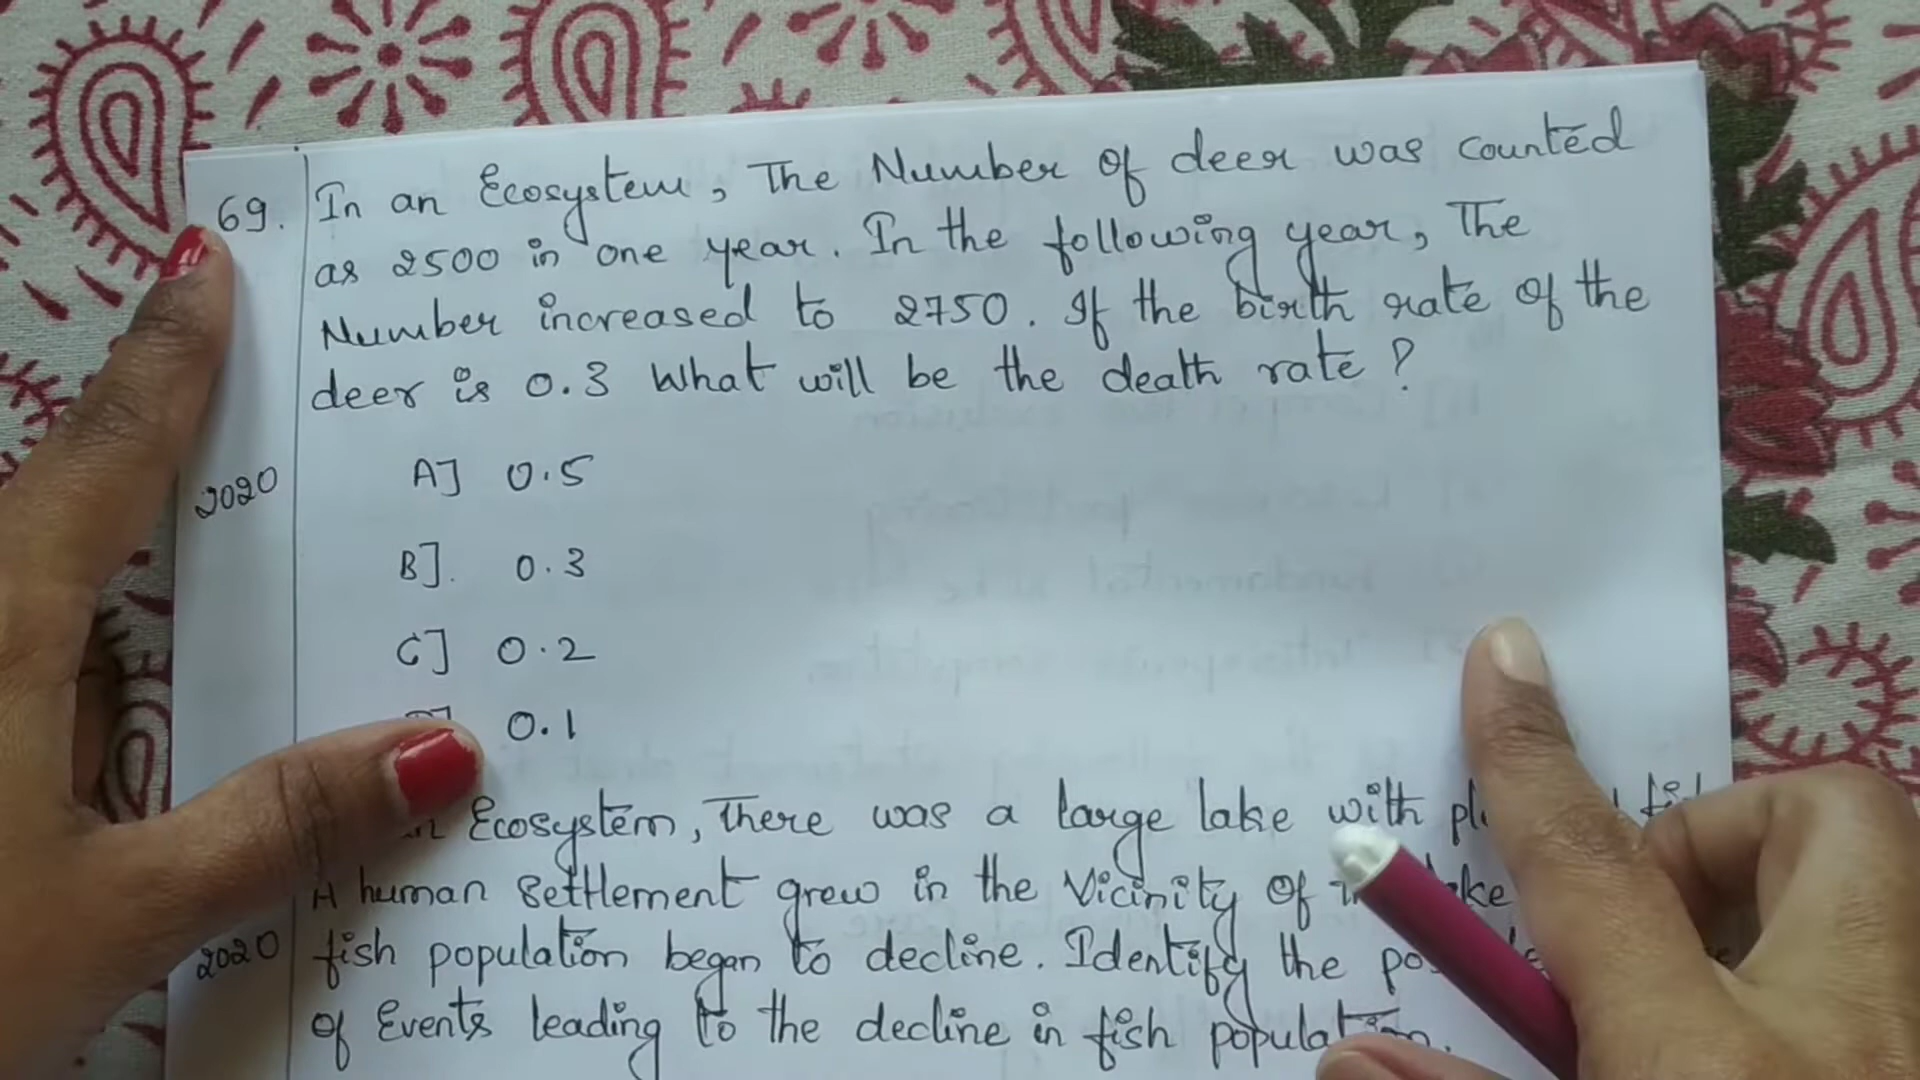 69. In an Ecosystem, The Number of deer was counted
as 2500 in one year. In the following year, The
Number increased to 2750. If the birth rate of the
deer is 0.3 What will be the death rate?
2020
A] 0.5
B]. 0.3
C] 0.2
0.1
Ecosystem, There was a large lake with
A human settlement grew in the Vicinity of
2020 fish population began to decline. Identify the
of Events leading to the decline in fish population.